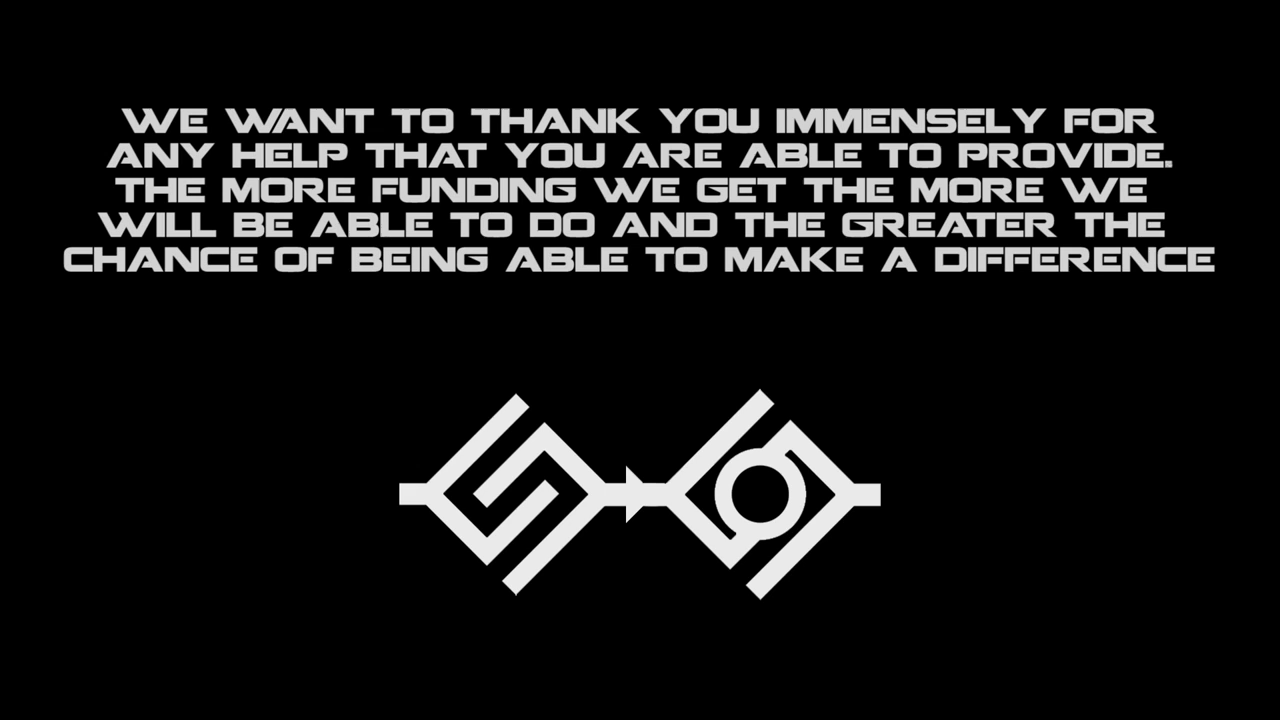 WE WANT TO THANK YOU IMMENSELY FOR
ANY HELP THAT YOU ARE ABLE TO PROVIDE.
THE MORE FUNDING WE GET THE MORE WE
WILL BE ABLE TO DO AND THE GREATER THE
CHANCE OF BEING ABLE TO MAKE A DIFFERENCE